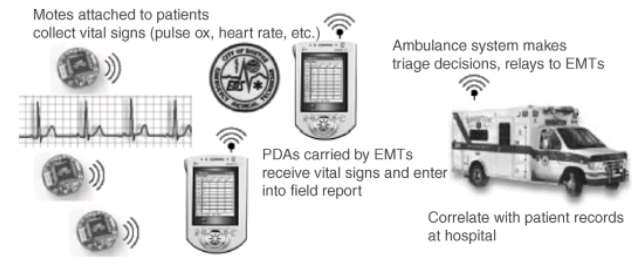 Motes attached to patients
collect vital signs (pulse ox, heart rate, etc.)
Ambulance system makes
triage decisions, relays to EMTs
PDAs carried by EMTs
receive vital signs and enter
into field report
Correlate with patient records
at hospital
EMS